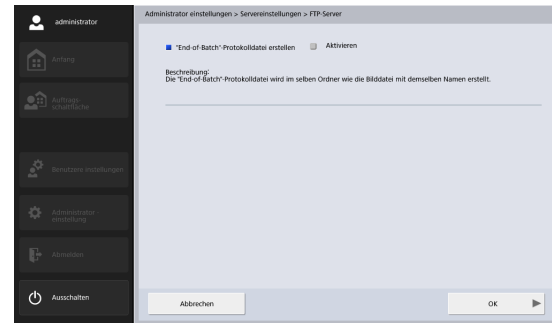 administrator
Anfang
Auftrags-
schaltfläche
Benutzere instellungen
Administrator-
einstellung
Abmelden
Ausschalten
Administrator einstellungen > Servereinstellungen > FTP-Server
"End-of-Batch"-Protokolldatei erstellen Aktivieren
Beschreibung:
Die "End-of-Batch"-Protokolldatei wird im selben Ordner wie die Bilddatei mit demselben Namen erstellt.
Abbrechen OK